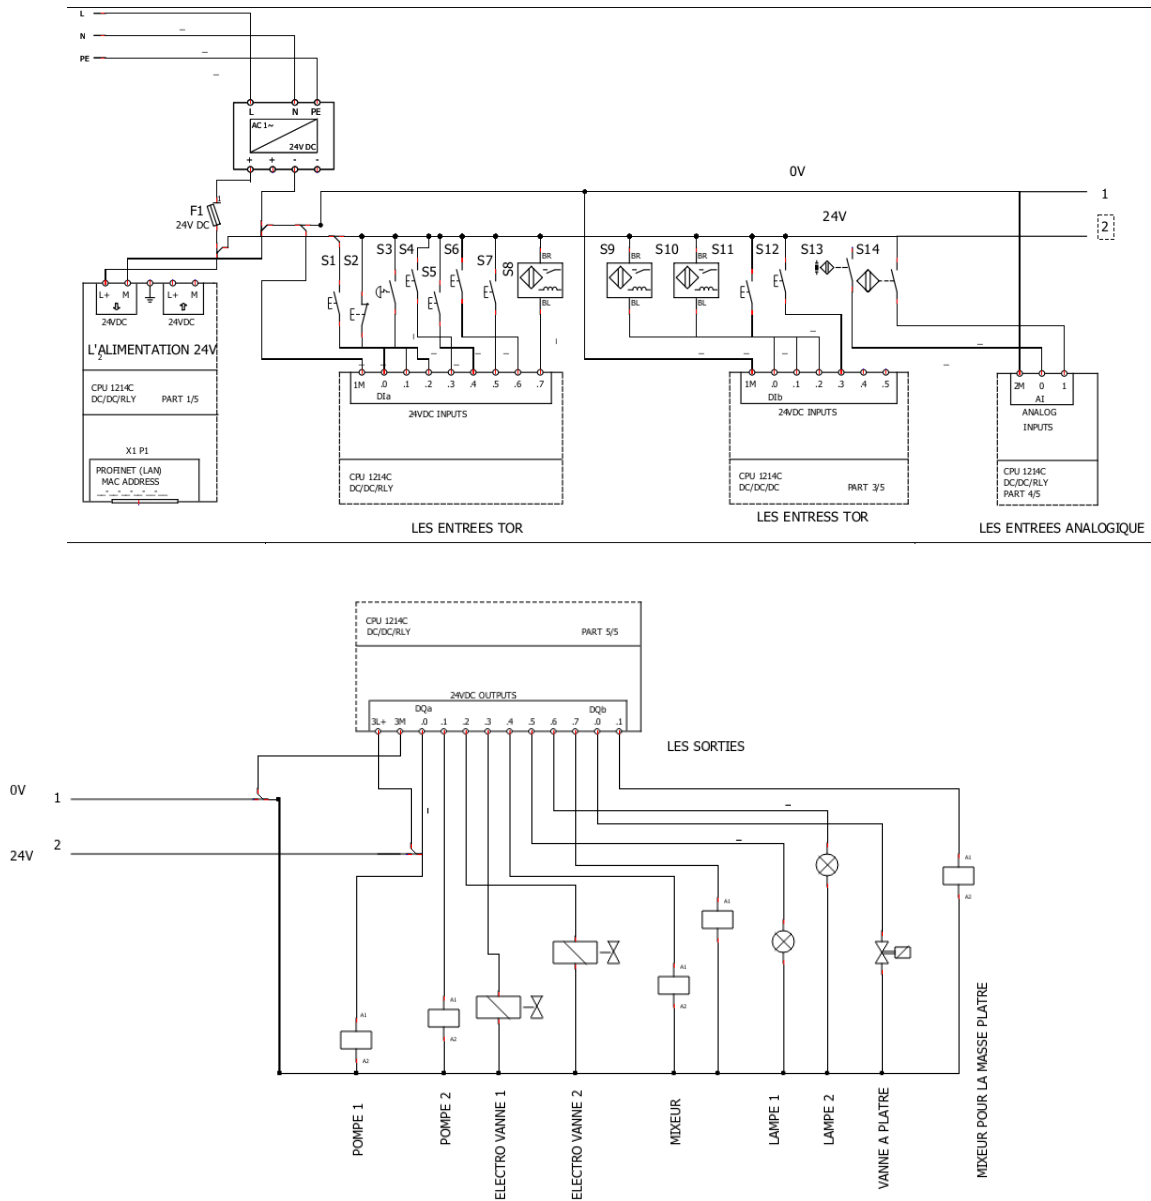 L
N
PE
L N PE
AC 1~
24V DC
+ + - -
0V
1
24V
2
F1
24V DC
S1 S2 S3 S4 S5 S6 S7 S8 S9 S10 S11 S12 S13 S14
BR BR BR
BL BL BL
L+ M L+ M
24VDC 24VDC
L'ALIMENTATION 24V
2
CPU 1214C
DC/DC/RLY PART 1/5
X1 P1
PROFINET (LAN)
MAC ADDRESS
1M .0 .1 .2 .3 .4 .5 .6 .7
DIa
24VDC INPUTS
CPU 1214C
DC/DC/RLY
LES ENTREES TOR
1M .0 .1 .2 .3 .4 .5
DIb
24VDC INPUTS
CPU 1214C
DC/DC/DC PART 3/5
LES ENTRESS TOR
2M 0 1
AI
ANALOG
INPUTS
CPU 1214C
DC/DC/RLY
PART 4/5
LES ENTREES ANALOGIQUE
CPU 1214C
DC/DC/RLY PART 5/5
24VDC OUTPUTS
DQa DQb
3L+ 3M .0 .1 .2 .3 .4 .5 .6 .7 .0 .1
LES SORTIES
0V 1
24V 2
A1
A2
A1
A2
A1
A2
A1
A1
A2
POMPE 1
POMPE 2
ELECTRO VANNE 1
ELECTRO VANNE 2
MIXEUR
LAMPE 1
LAMPE 2
VANNE A PLATRE
MIXEUR POUR LA MASSE PLATRE